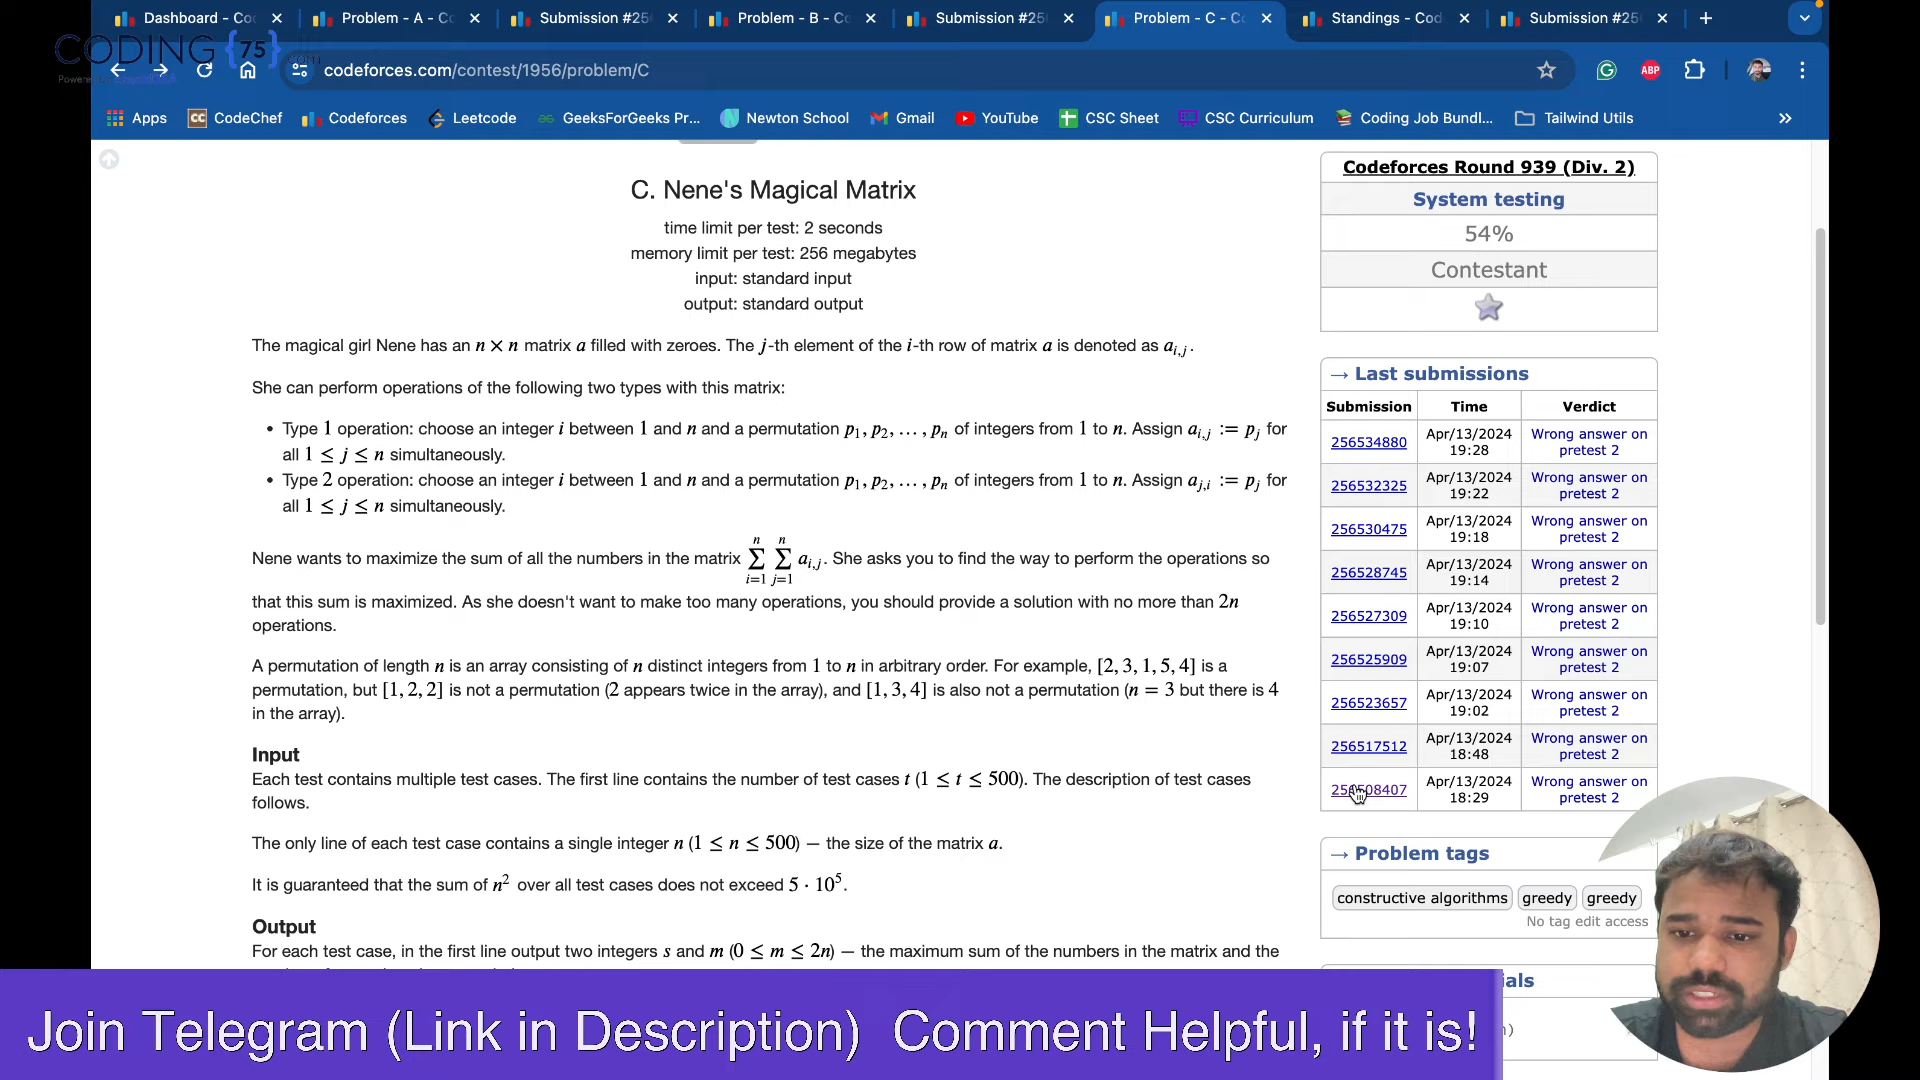 Dashboard - Co
Problem - A - Co
Submission #25
Problem - B - Co
Submission #25
Problem - C - Co
Standings - Cod
Submission #25
CODING {75}
codeforces.com/contest/1956/problem/C
ABP
Apps
CodeChef
Codeforces
Leetcode
GeeksForGeeks Pr...
Newton School
Gmail
YouTube
CSC Sheet
CSC Curriculum
Coding Job Bundl...
Tailwind Utils
C. Nene's Magical Matrix
time limit per test: 2 seconds
memory limit per test: 256 megabytes
input: standard input
output: standard output
The magical girl Nene has an n × n matrix a filled with zeroes. The j-th element of the i-th row of matrix a is denoted as a_{i,j}.
She can perform operations of the following two types with this matrix:
• Type 1 operation: choose an integer i between 1 and n and a permutation p_1, p_2, …, p_n of integers from 1 to n. Assign a_{i,j} := p_j for
all 1 ≤ j ≤ n simultaneously.
• Type 2 operation: choose an integer i between 1 and n and a permutation p_1, p_2, …, p_n of integers from 1 to n. Assign a_{j,i} := p_j for
all 1 ≤ j ≤ n simultaneously.
Nene wants to maximize the sum of all the numbers in the matrix \sum_{i=1}^{n} \sum_{j=1}^{n} a_{i,j}. She asks you to find the way to perform the operations so
that this sum is maximized. As she doesn't want to make too many operations, you should provide a solution with no more than 2n
operations.
A permutation of length n is an array consisting of n distinct integers from 1 to n in arbitrary order. For example, [2, 3, 1, 5, 4] is a
permutation, but [1, 2, 2] is not a permutation (2 appears twice in the array), and [1, 3, 4] is also not a permutation (n = 3 but there is 4
in the array).
Input
Each test contains multiple test cases. The first line contains the number of test cases t (1 ≤ t ≤ 500). The description of test cases
follows.
The only line of each test case contains a single integer n (1 ≤ n ≤ 500) — the size of the matrix a.
It is guaranteed that the sum of n² over all test cases does not exceed 5 · 10⁵.
Output
For each test case, in the first line output two integers s and m (0 ≤ m ≤ 2n) — the maximum sum of the numbers in the matrix and the
Codeforces Round 939 (Div. 2)
System testing
54%
Contestant
→ Last submissions
Submission Time Verdict
256534880 Apr/13/2024 19:28 Wrong answer on pretest 2
256532325 Apr/13/2024 19:22 Wrong answer on pretest 2
256530475 Apr/13/2024 19:18 Wrong answer on pretest 2
256528745 Apr/13/2024 19:14 Wrong answer on pretest 2
256527309 Apr/13/2024 19:10 Wrong answer on pretest 2
256525909 Apr/13/2024 19:07 Wrong answer on pretest 2
256523657 Apr/13/2024 19:02 Wrong answer on pretest 2
256517512 Apr/13/2024 18:48 Wrong answer on pretest 2
Apr/13/2024 18:29 Wrong answer on pretest 2
→ Problem tags
constructive algorithms greedy greedy
No tag edit access
Join Telegram (Link in Description) Comment Helpful, if it is!